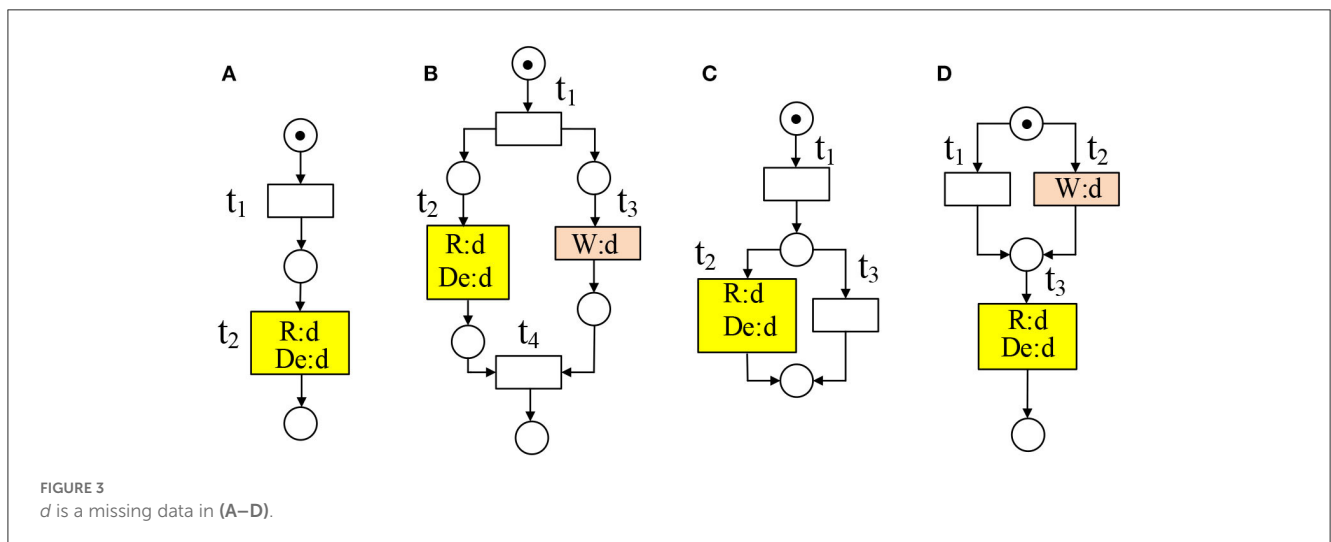 A
t1
t2
R:d
De:d
B
t1
t2
R:d
De:d
t3
W:d
t4
C
t1
t2
R:d
De:d
t3
D
t1
t2
W:d
t3
R:d
De:d
FIGURE 3
d is a missing data in (A–D).